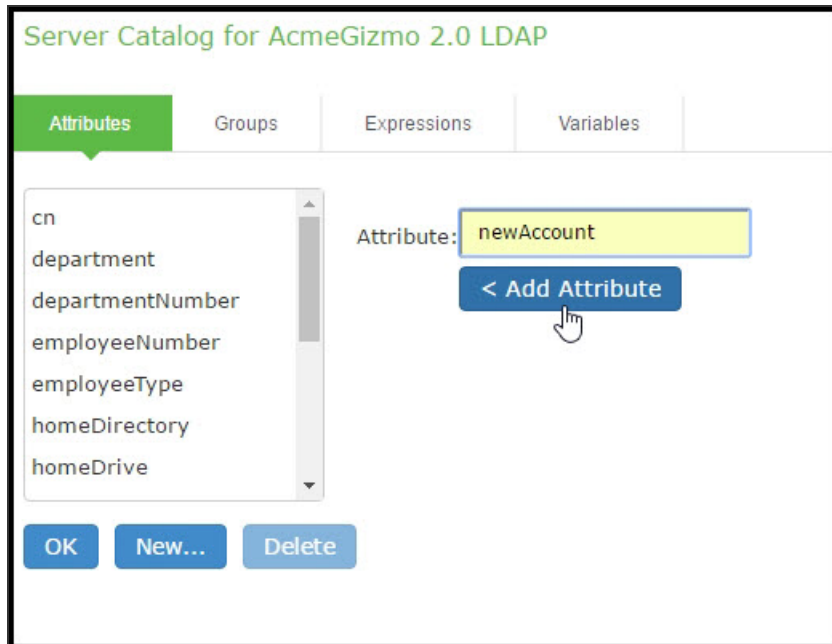 Server Catalog for AcmeGizmo 2.0 LDAP
Attributes Groups Expressions Variables
cn
department
departmentNumber
employeeNumber
employeeType
homeDirectory
homeDrive
Attribute: newAccount
< Add Attribute
OK New... Delete